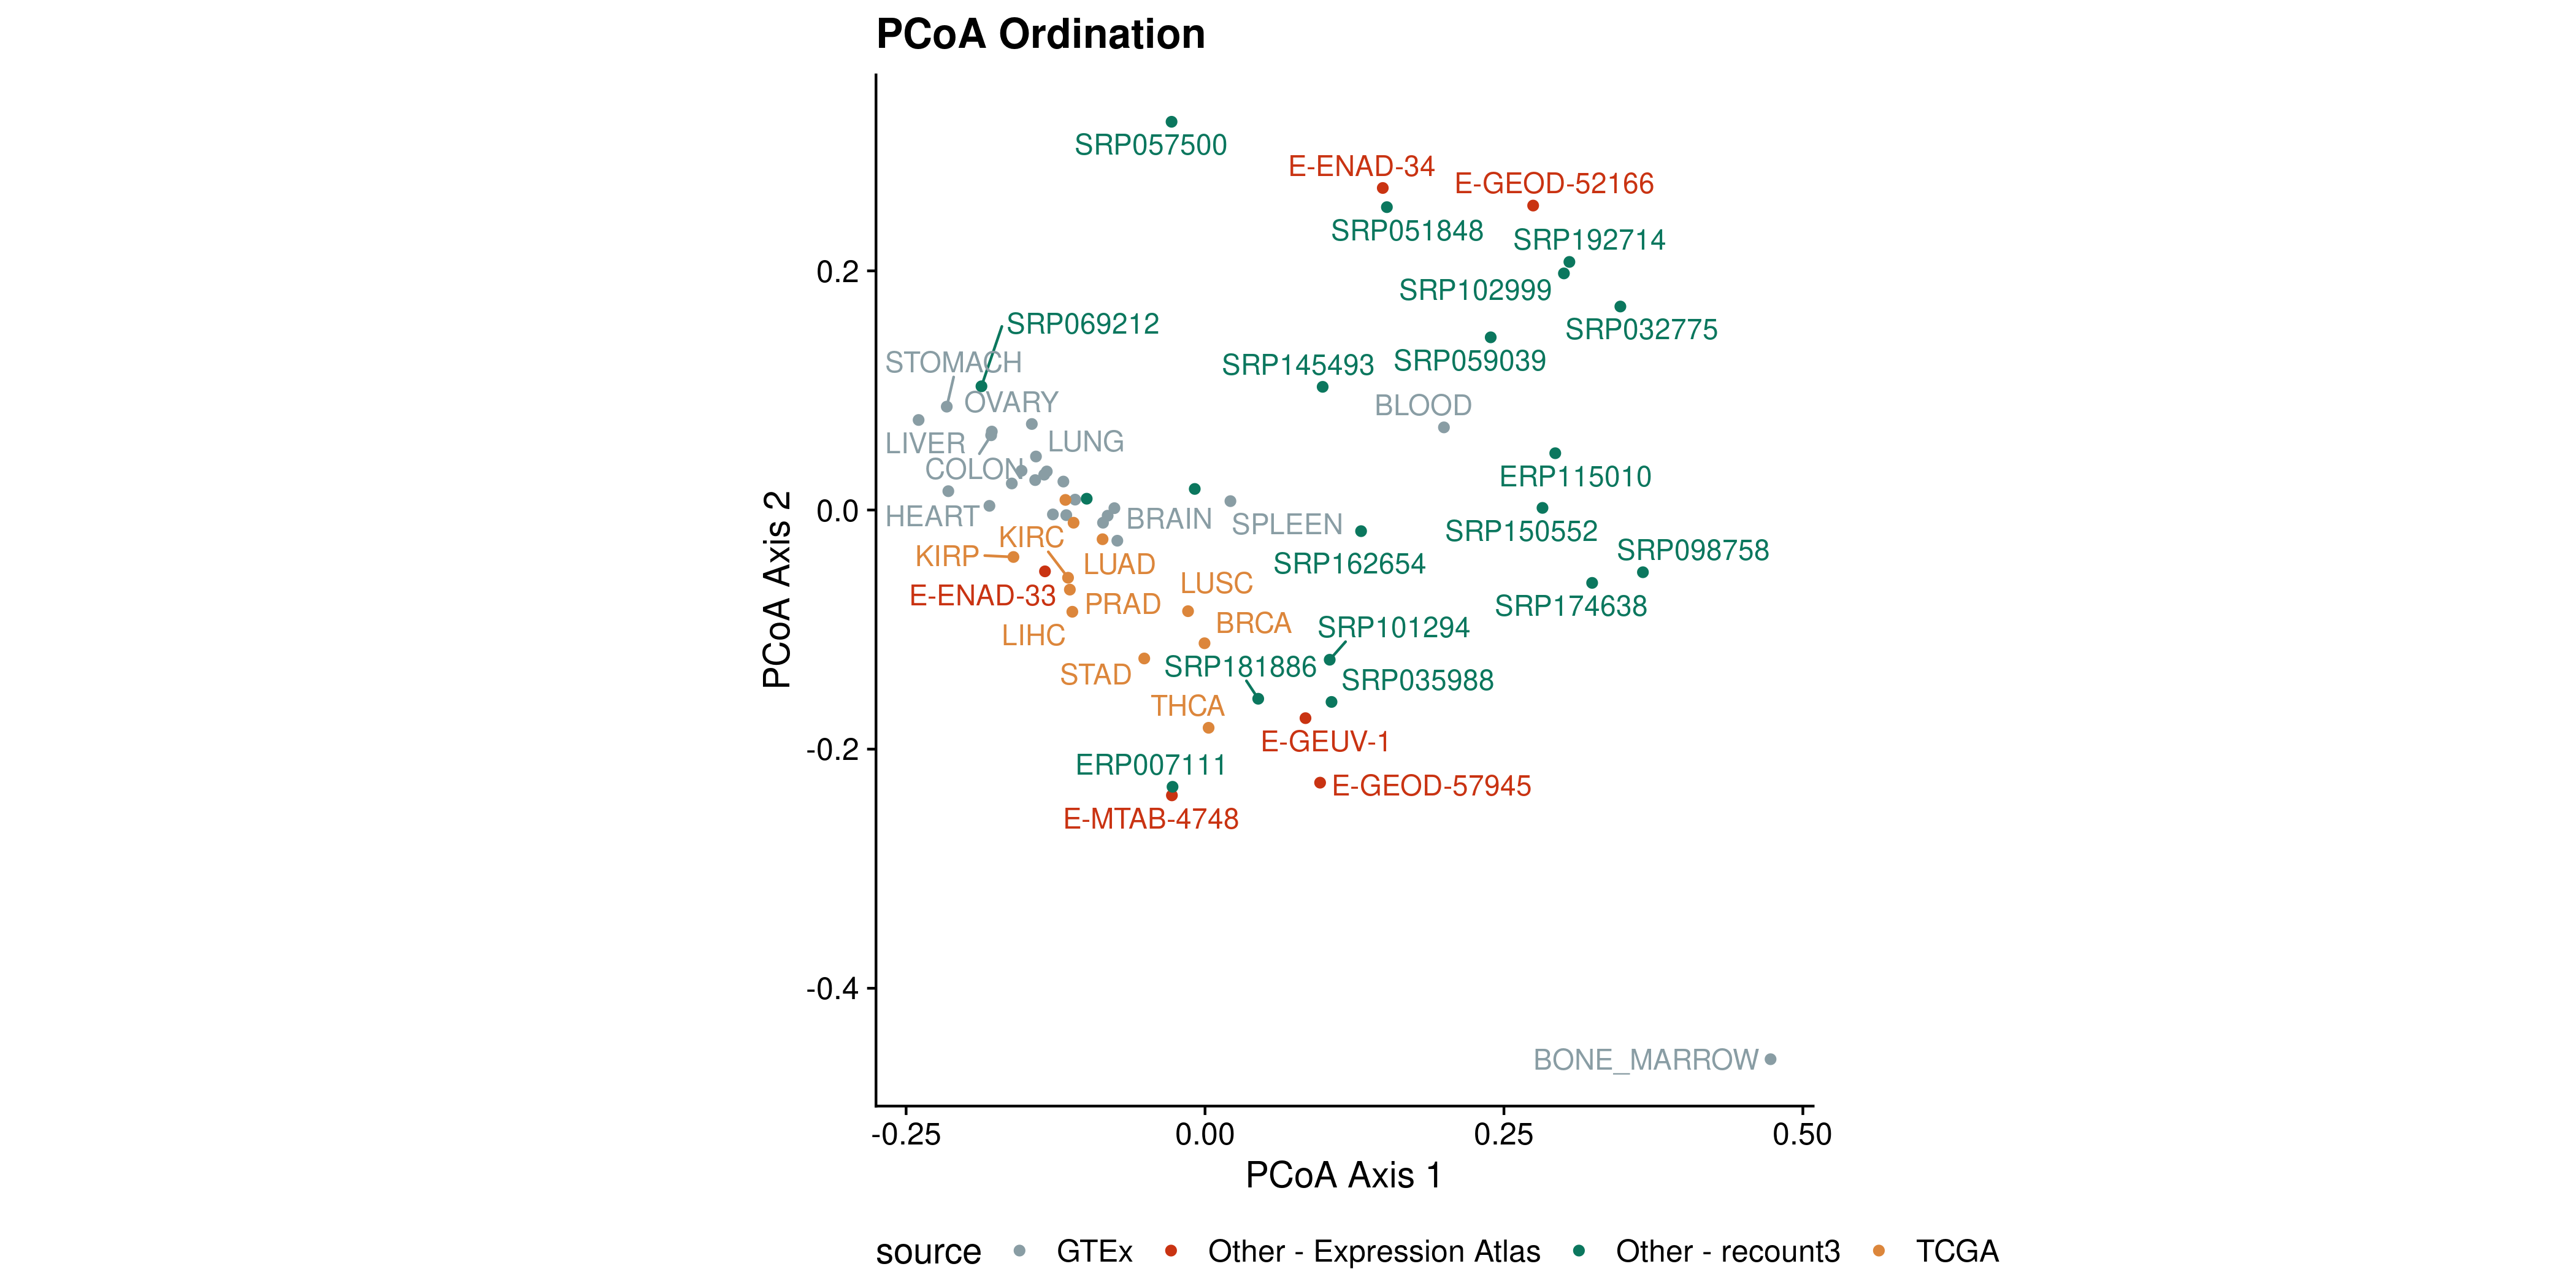 PCoA Ordination
SRP057500
E-ENAD-34
E-GEOD-52166
SRP051848
SRP192714
0.2
SRP102999
SRP069212
SRP032775
STOMACH
SRP145493
SRP059039
OVARY
BLOOD
LIVER
LUNG
COLON
ERP115010
0.0
HEART
BRAIN
SPLEEN
SRP150552
KIRC
KIRP
SRP098758
LUAD
SRP162654
LUSC
E-ENAD-33
PRAD
SRP174638
BRCA
SRP101294
LIHC
STAD
SRP181886
SRP035988
THCA
-0.2
E-GEUV-1
ERP007111
E-GEOD-57945
E-MTAB-4748
-0.4
BONE_MARROW
-0.25 0.00 0.25 0.50
PCoA Axis 1
PCoA Axis 2
source GTEx Other - Expression Atlas Other - recount3 TCGA